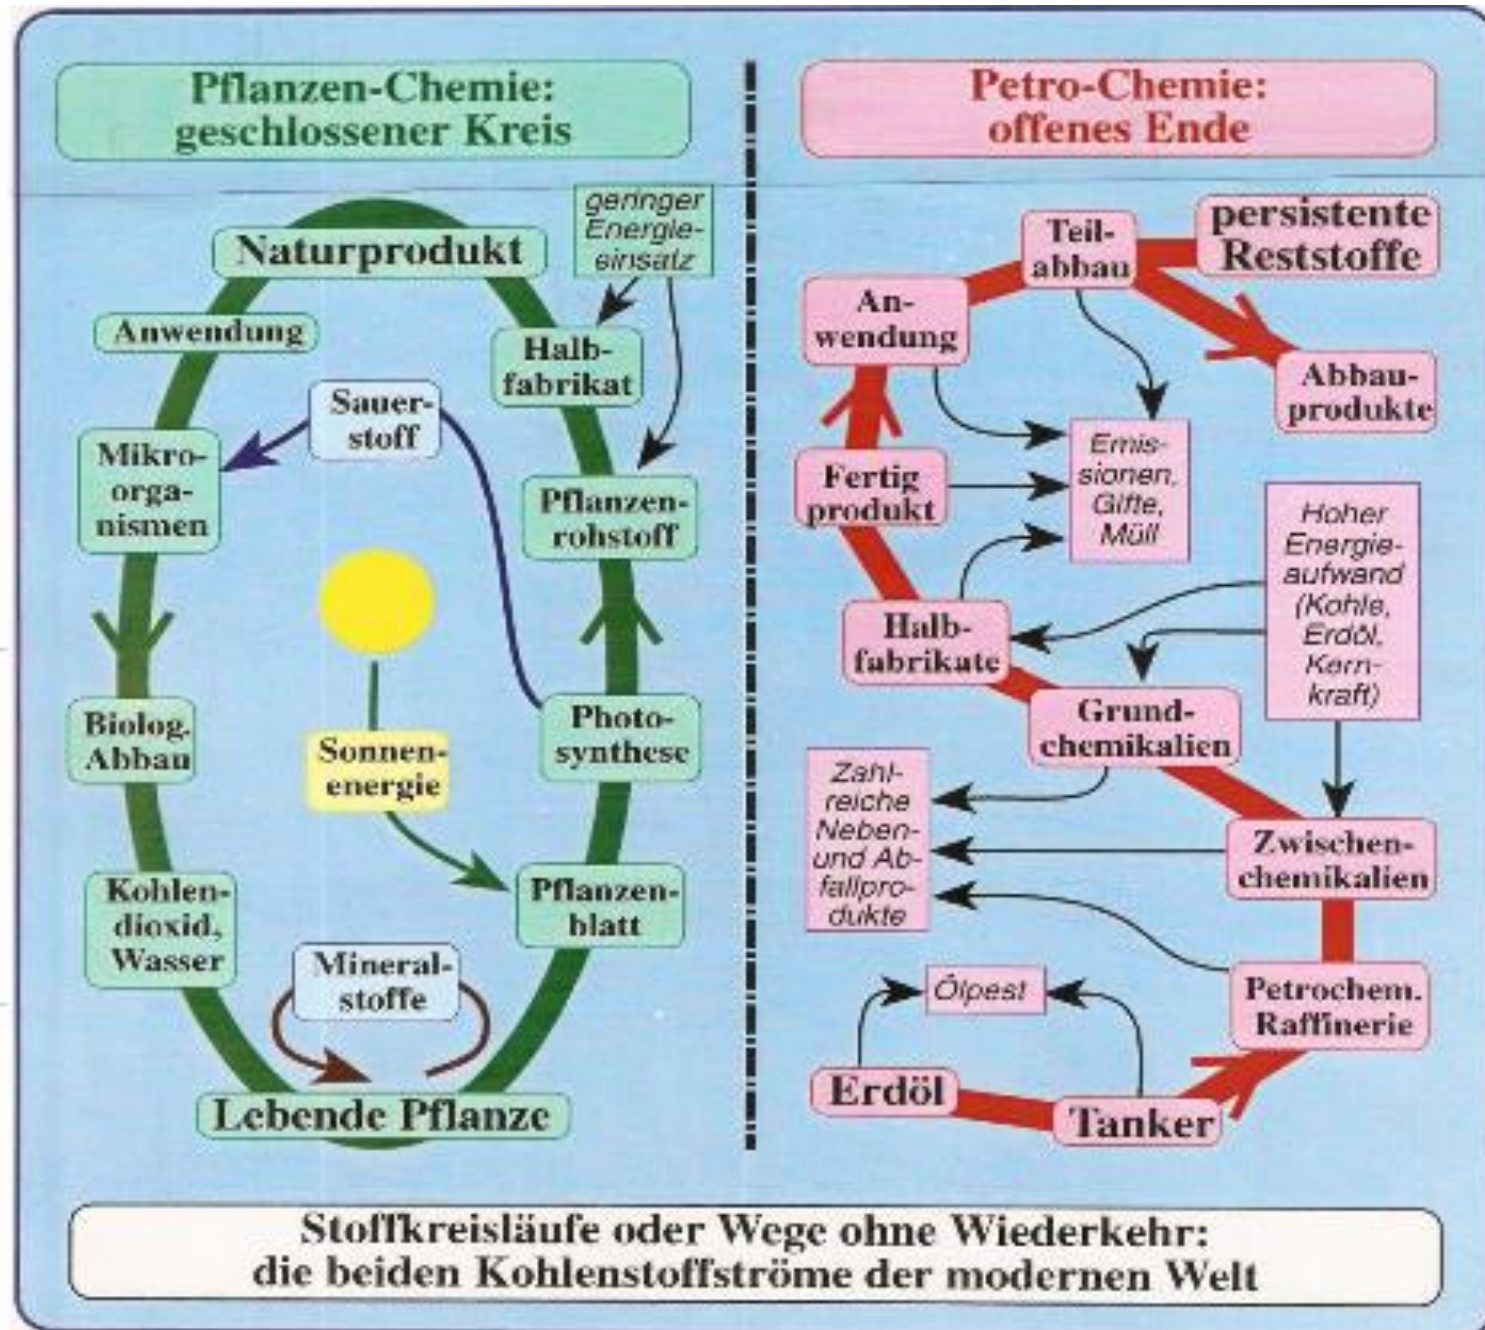 Pflanzen-Chemie:
geschlossener Kreis
geringer
Energie-
einsatz
Naturprodukt
Anwendung
Halb-
fabrikat
Sauer-
stoff
Mikro-
orga-
nismen
Pflanzen-
rohstoff
Biolog.
Abbau
Sonnen-
energie
Photo-
synthese
Kohlen-
dioxid,
Wasser
Pflanzen-
blatt
Mineral-
stoffe
Lebende Pflanze
Petro-Chemie:
offenes Ende
Teil-
abbau
persistente
Reststoffe
An-
wendung
Abbau-
produkte
Emis-
sionen,
Gifte,
Müll
Fertig
produkt
Hoher
Energie-
aufwand
(Kohle,
Erdöl,
Kern-
kraft)
Halb-
fabrikate
Grund-
chemikalien
Zahl-
reiche
Neben-
und Ab-
fallpro-
dukte
Zwischen-
chemikalien
Ölpest
Petrochem.
Raffinerie
Erdöl
Tanker
Stoffkreisläufe oder Wege ohne Wiederkehr:
die beiden Kohlenstoffströme der modernen Welt